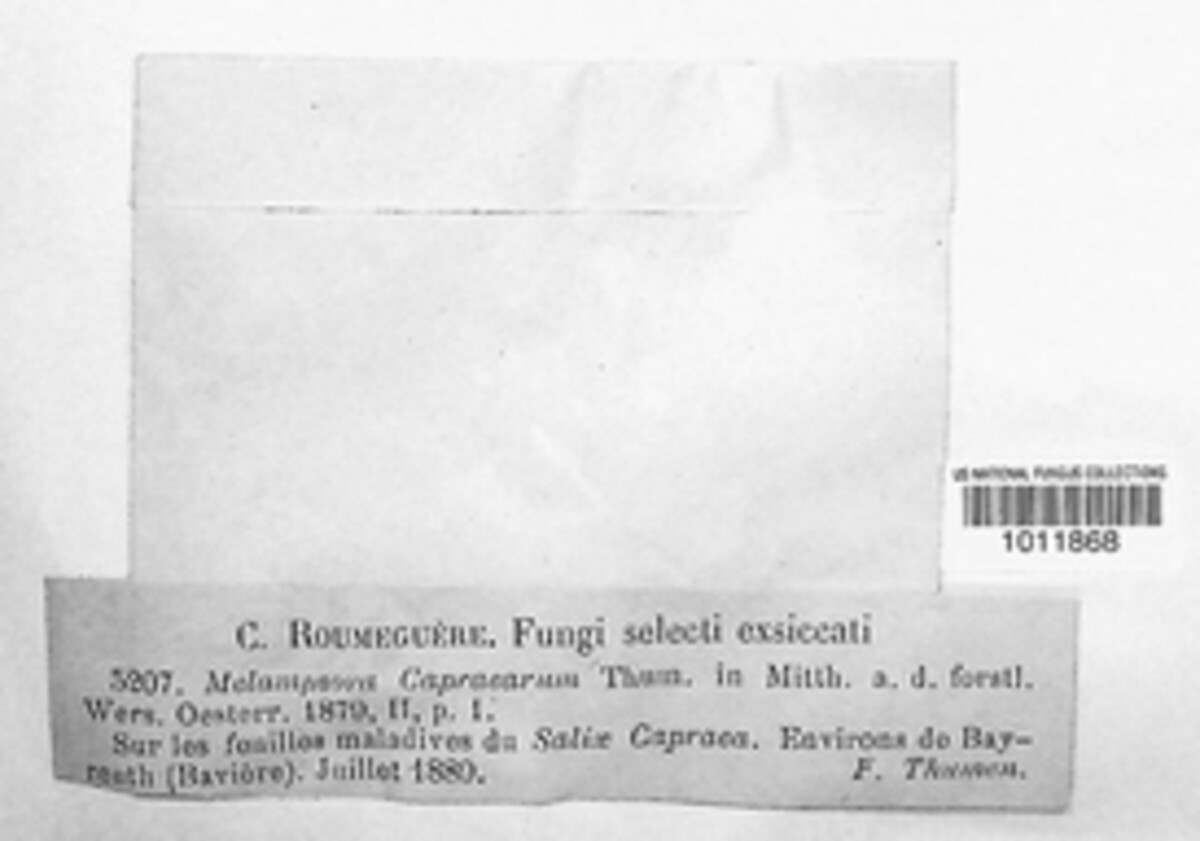 US NATIONAL FUNGUS COLLECTIONS
1011868
C. ROUMEGUÈRE. Fungi selecti exsiccati
5207. Melampsora Capraearum Thum. in Mitth. a. d. forstl.
Wers. Oesterr. 1879, II, p. 1.
Sur les feuilles maladives du Salix Capraea. Environs de Bay-
reuth (Bavière). Juillet 1880. F. Thumen.